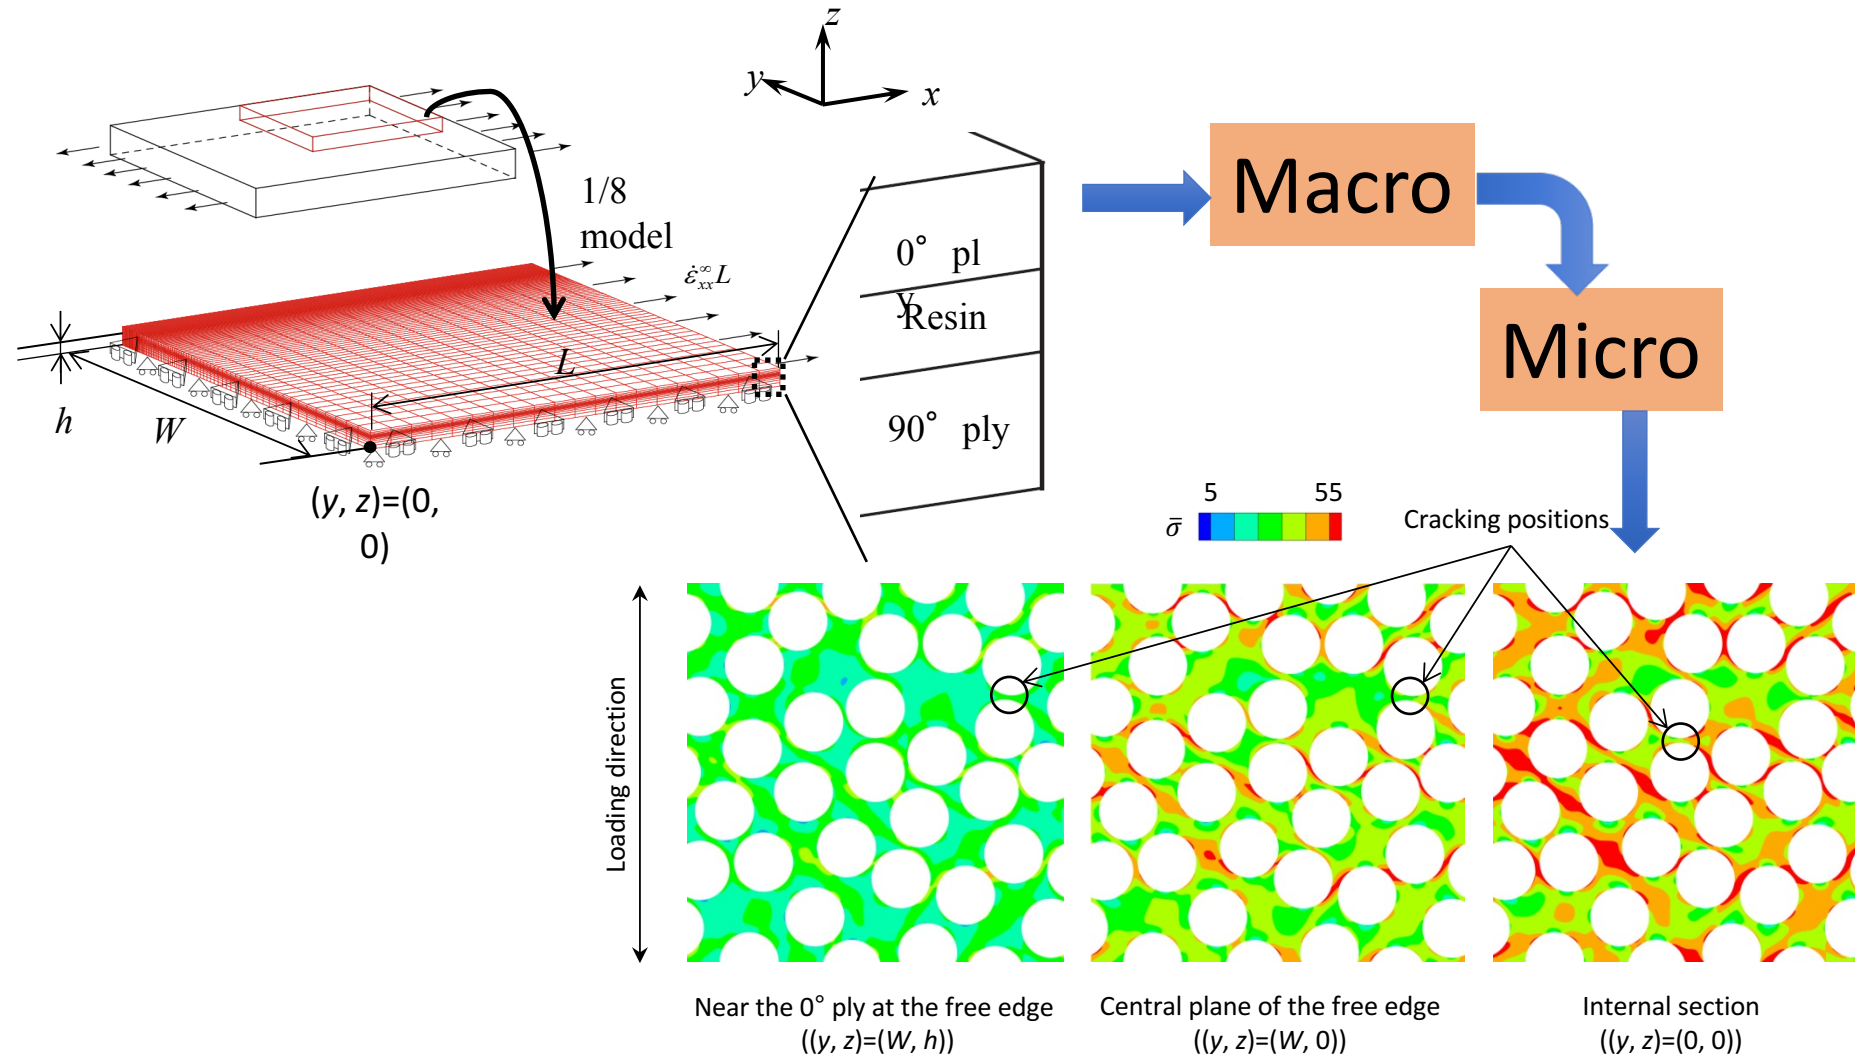 z
y
x
1/8
model
ε̇∞xxL
0° pl
y
Resin
90° ply
L
h
W
(y, z)=(0,
0)
Macro
Micro
5 55
σ̄
Cracking positions
Loading direction
Near the 0° ply at the free edge
((y, z)=(W, h))
Central plane of the free edge
((y, z)=(W, 0))
Internal section
((y, z)=(0, 0))